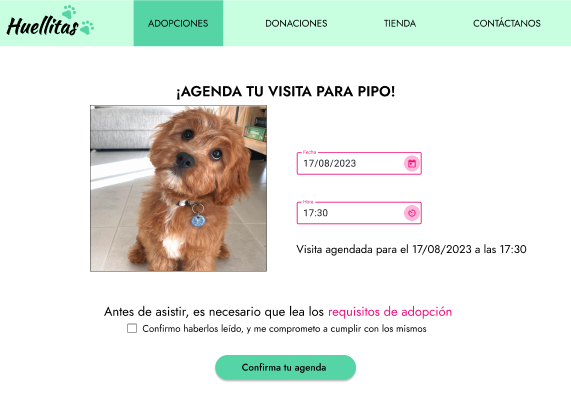 Huellitas
ADOPCIONES
DONACIONES
TIENDA
CONTÁCTANOS
¡AGENDA TU VISITA PARA PIPO!
Fecha
17/08/2023
Hora
17:30
Visita agendada para el 17/08/2023 a las 17:30
Antes de asistir, es necesario que lea los requisitos de adopción
Confirmo haberlos leído, y me comprometo a cumplir con los mismos
Confirma tu agenda